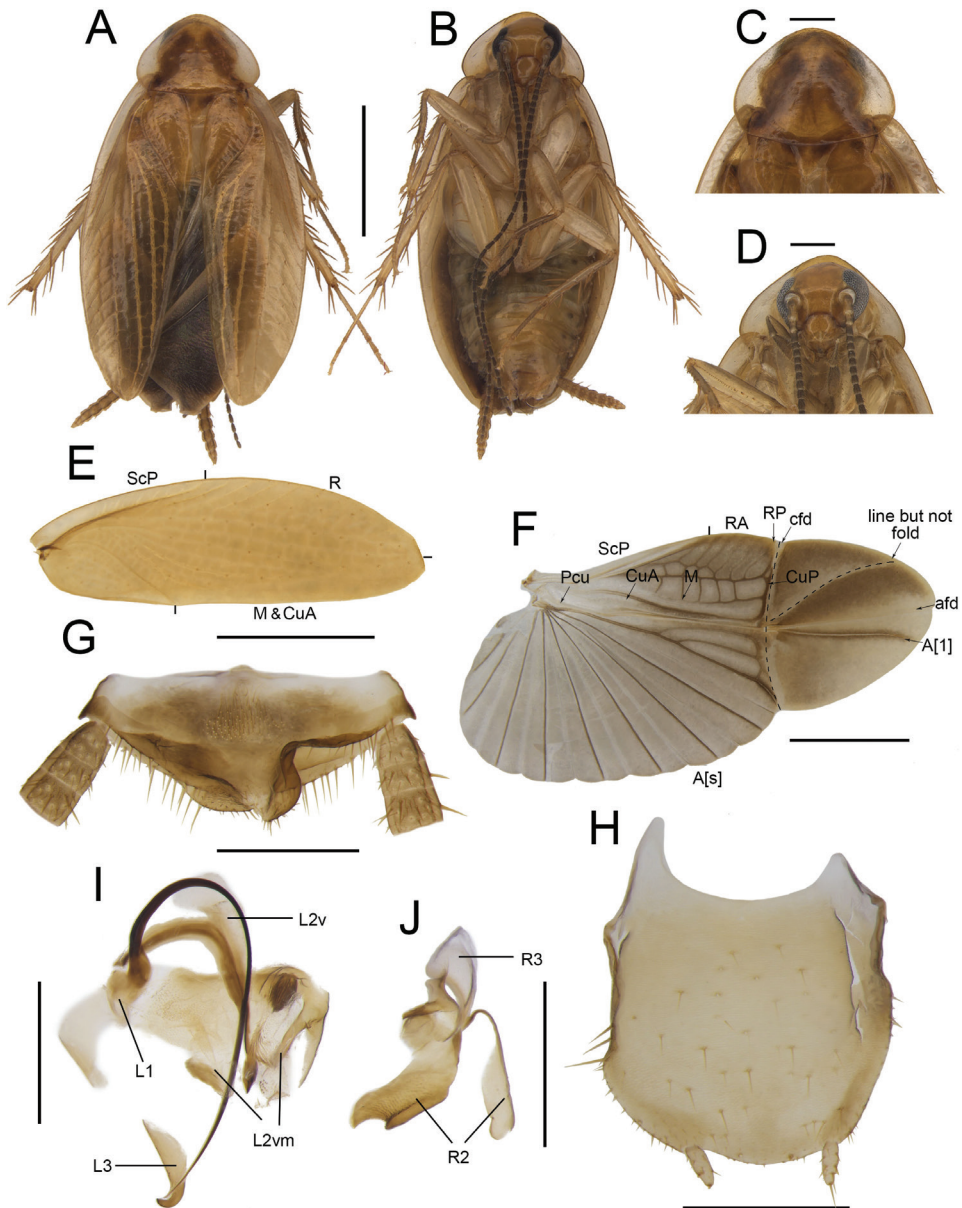 A
B
C
D
E
ScP
R
M & CuA
F
ScP
RA
RP
cfd
line but not
fold
Pcu
CuA
M
CuP
afd
A[1]
A[s]
G
H
I
L2v
L1
L2vm
L3
J
R3
R2